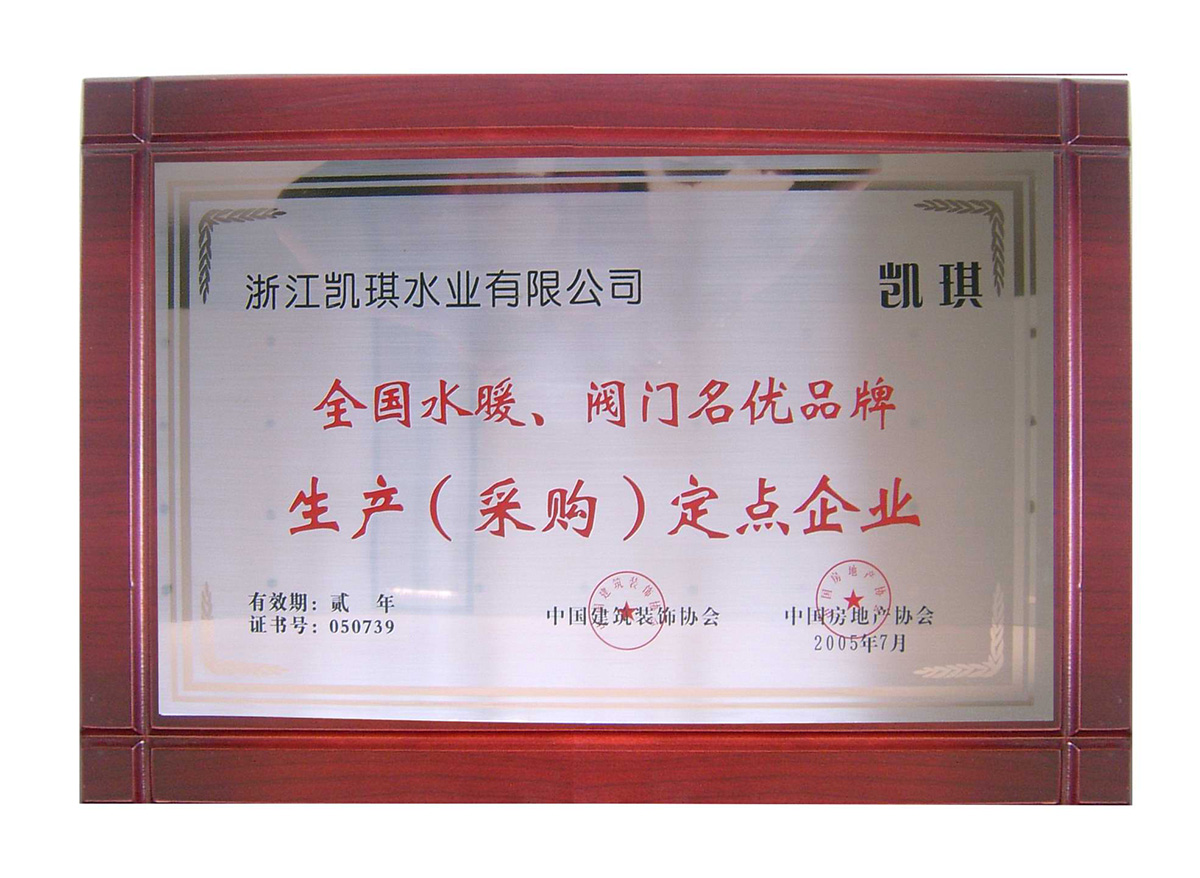 浙江凯琪水业有限公司 凯琪
全国水暖、阀门名优品牌
生产(采购)定点企业
有效期：贰 年
证书号：050739
中国建筑装饰协会
中国房地产协会
2005年7月